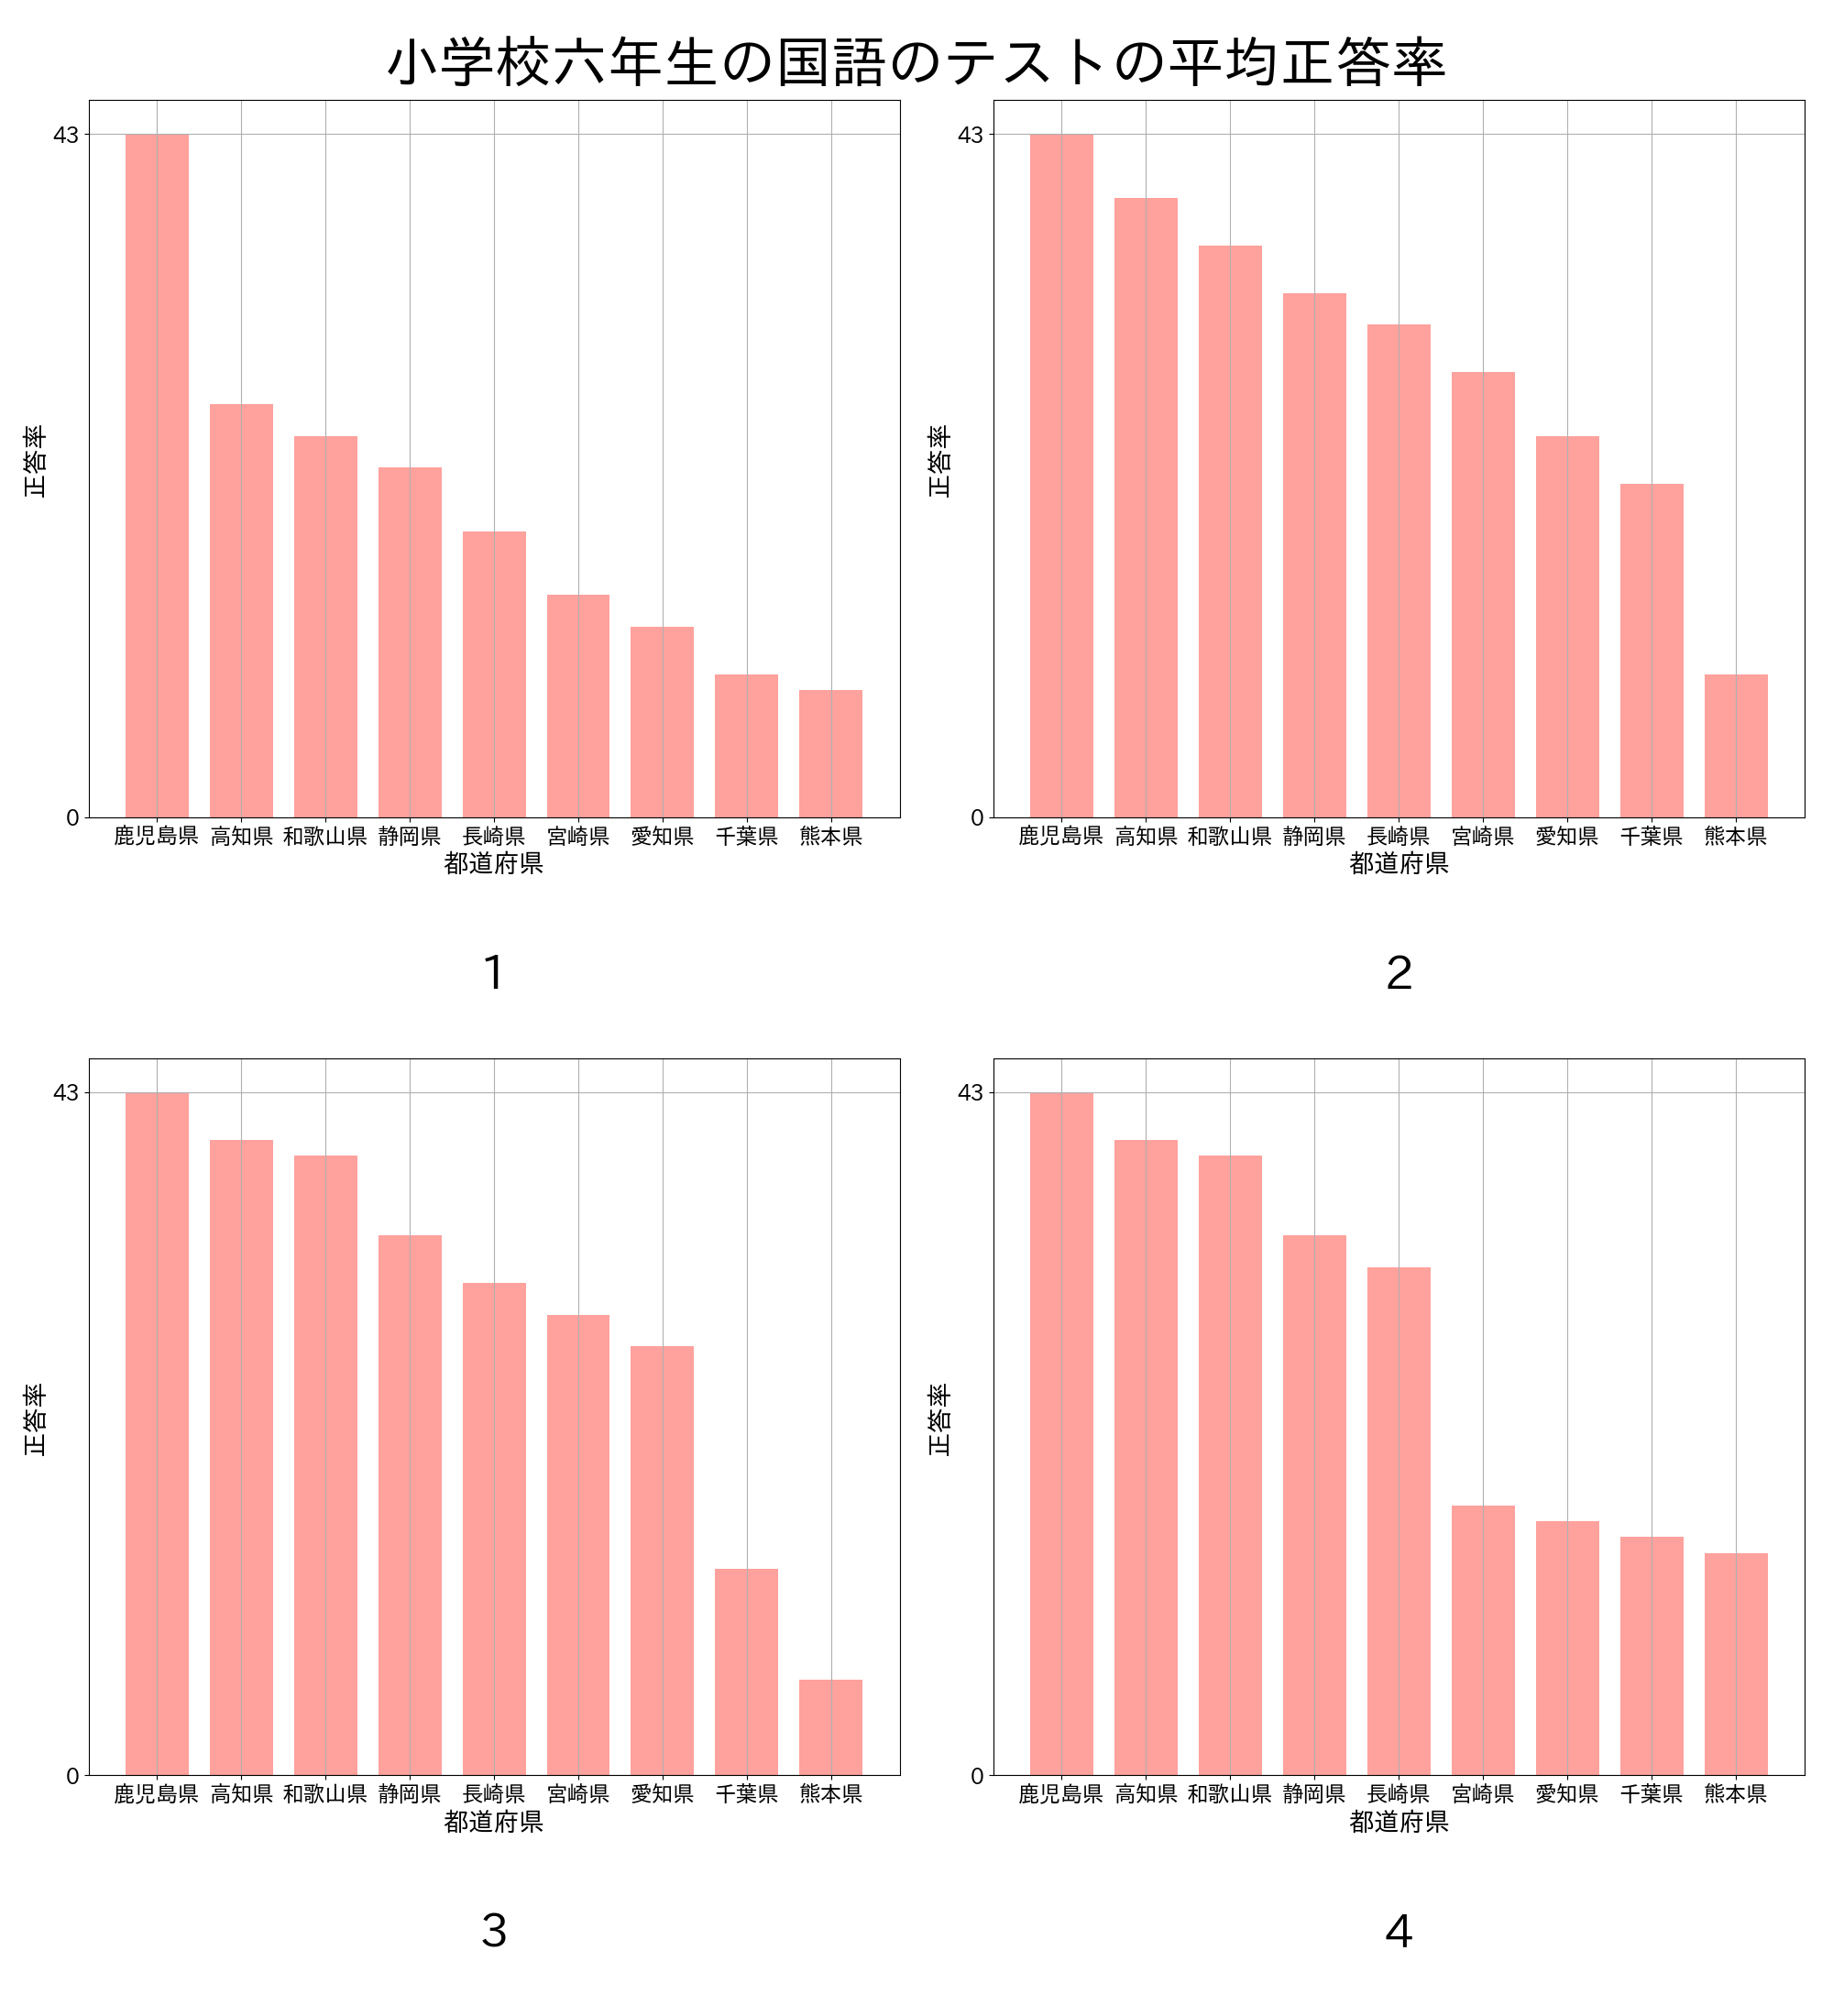 小学校六年生の国語のテストの平均正答率
43
0
正答率
鹿児島県 高知県 和歌山県 静岡県 長崎県 宮崎県 愛知県 千葉県 熊本県
都道府県
1
43
0
正答率
鹿児島県 高知県 和歌山県 静岡県 長崎県 宮崎県 愛知県 千葉県 熊本県
都道府県
2
43
0
正答率
鹿児島県 高知県 和歌山県 静岡県 長崎県 宮崎県 愛知県 千葉県 熊本県
都道府県
3
43
0
正答率
鹿児島県 高知県 和歌山県 静岡県 長崎県 宮崎県 愛知県 千葉県 熊本県
都道府県
4